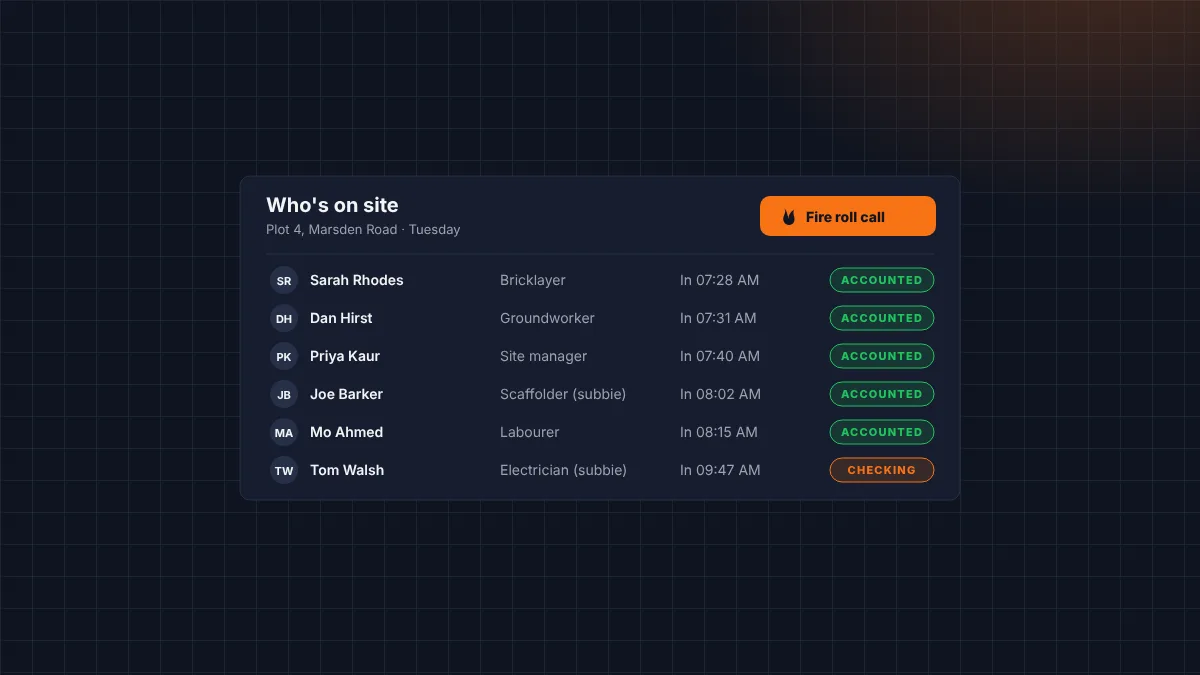 Who's on site
Plot 4, Marsden Road · Tuesday
Fire roll call
SR Sarah Rhodes Bricklayer In 07:28 AM ACCOUNTED
DH Dan Hirst Groundworker In 07:31 AM ACCOUNTED
PK Priya Kaur Site manager In 07:40 AM ACCOUNTED
JB Joe Barker Scaffolder (subbie) In 08:02 AM ACCOUNTED
MA Mo Ahmed Labourer In 08:15 AM ACCOUNTED
TW Tom Walsh Electrician (subbie) In 09:47 AM CHECKING